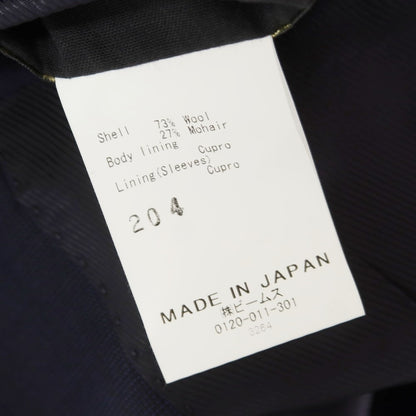 Shell 73% Wool
27% Mohair
Body lining Cupro
Lining(Sleeves) Cupro
204
MADE IN JAPAN
㈱ビームス
0120-011-301
3264